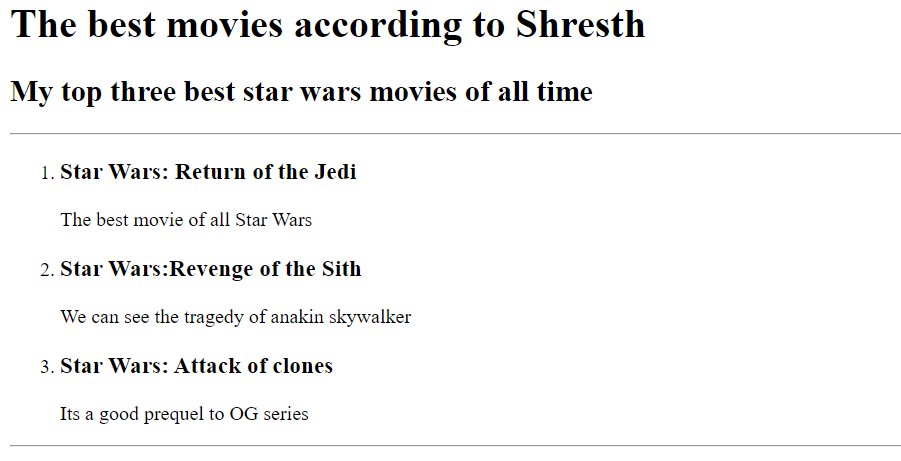 The best movies according to Shresth
My top three best star wars movies of all time
1. Star Wars: Return of the Jedi
The best movie of all Star Wars
2. Star Wars:Revenge of the Sith
We can see the tragedy of anakin skywalker
3. Star Wars: Attack of clones
Its a good prequel to OG series